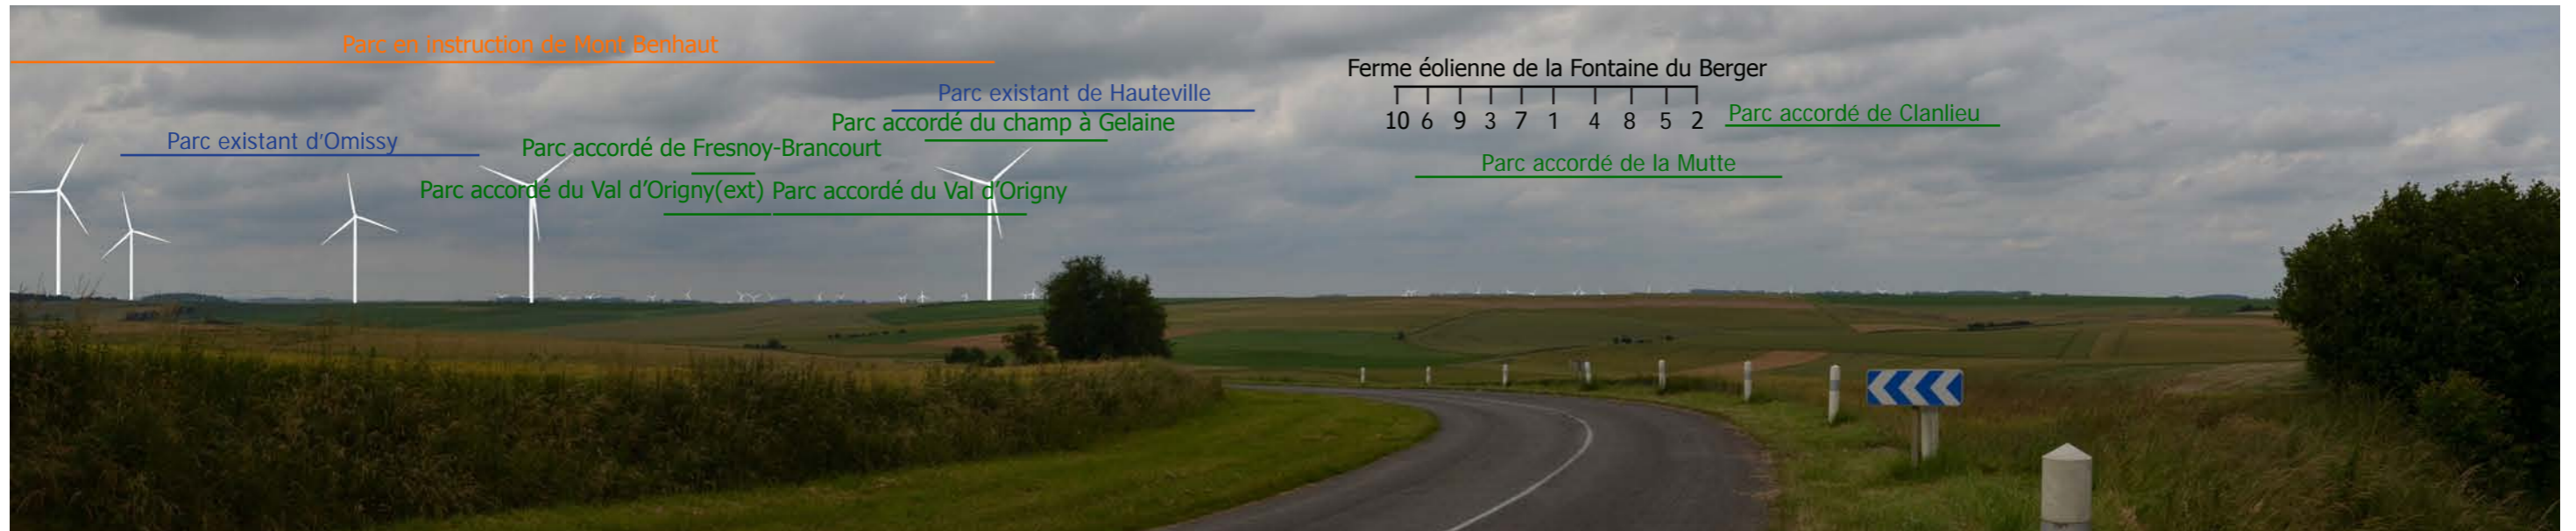 Parc en instruction de Mont Benhaut
Ferme éolienne de la Fontaine du Berger
Parc existant de Hauteville
10 6 9 3 7 1 4 8 5 2
Parc accordé de Clanlieu
Parc accordé du champ à Gelaine
Parc existant d'Omissy
Parc accordé de Fresnoy-Brancourt
Parc accordé de la Mutte
Parc accordé du Val d'Origny(ext)
Parc accordé du Val d'Origny